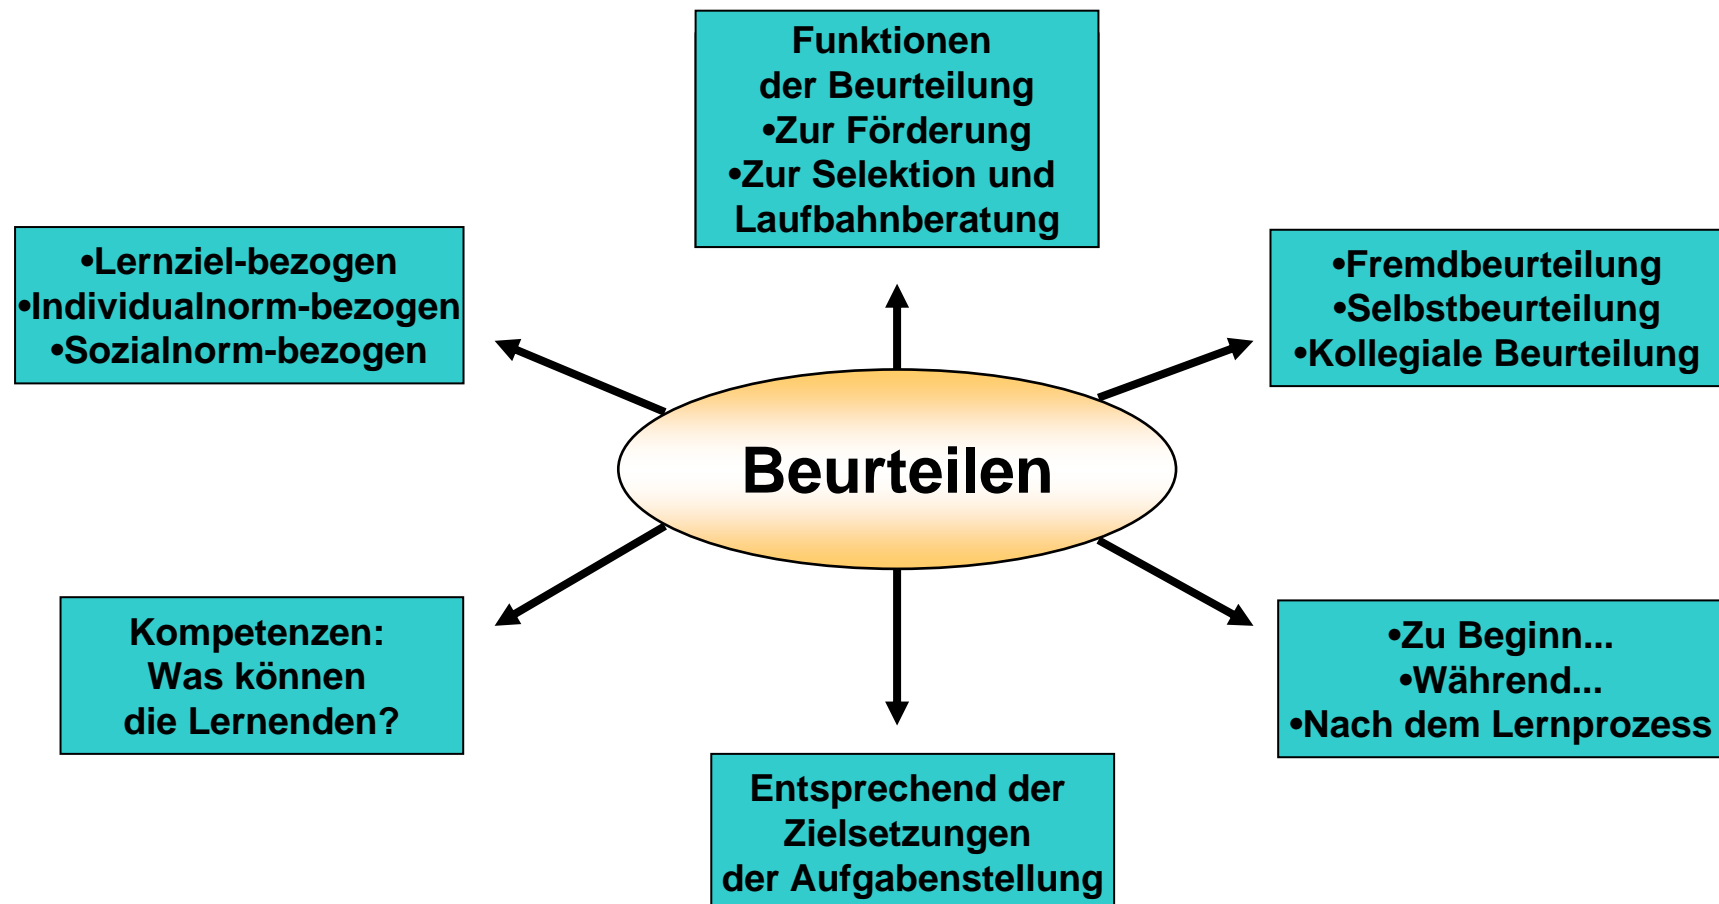 Funktionen
der Beurteilung
•Zur Förderung
•Zur Selektion und
Laufbahnberatung
•Lernziel-bezogen
•Individualnorm-bezogen
•Sozialnorm-bezogen
•Fremdbeurteilung
•Selbstbeurteilung
•Kollegiale Beurteilung
Beurteilen
Kompetenzen:
Was können
die Lernenden?
•Zu Beginn...
•Während...
•Nach dem Lernprozess
Entsprechend der
Zielsetzungen
der Aufgabenstellung